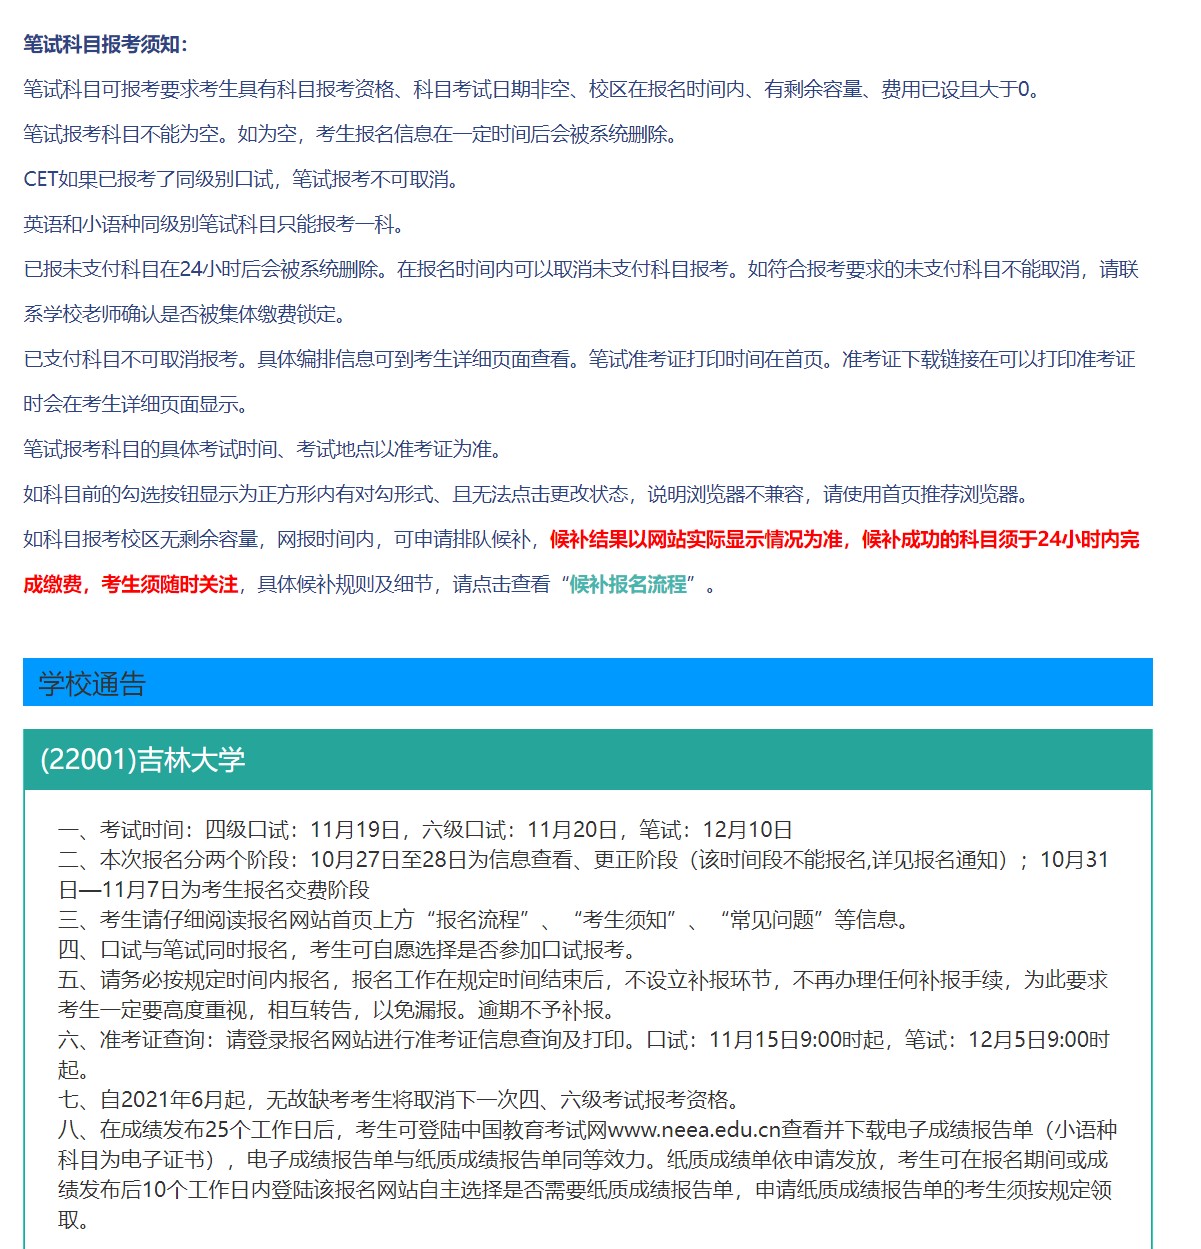 笔试科目报考须知：
笔试科目可报考要求考生具有科目报考资格、科目考试日期非空、校区在报名时间内、有剩余容量、费用已设且大于0。
笔试报考科目不能为空。如为空，考生报名信息在一定时间后会被系统删除。
CET如果已报考了同级别口试，笔试报考不可取消。
英语和小语种同级别笔试科目只能报考一科。
已报未支付科目在24小时后会被系统删除。在报名时间内可以取消未支付科目报考。如符合报考要求的未支付科目不能取消，请联
系学校老师确认是否被集体缴费锁定。
已支付科目不可取消报考。具体编排信息可到考生详细页面查看。笔试准考证打印时间在首页。准考证下载链接在可以打印准考证
时会在考生详细页面显示。
笔试报考科目的具体考试时间、考试地点以准考证为准。
如科目前的勾选按钮显示为正方形内有对勾形式、且无法点击更改状态，说明浏览器不兼容，请使用首页推荐浏览器。
如科目报考校区无剩余容量，网报时间内，可申请排队候补，候补结果以网站实际显示情况为准，候补成功的科目须于24小时内完
成缴费，考生须随时关注，具体候补规则及细节，请点击查看“候补报名流程”。
学校通告
(22001)吉林大学
一、考试时间：四级口试：11月19日，六级口试：11月20日，笔试：12月10日
二、本次报名分两个阶段：10月27日至28日为信息查看、更正阶段（该时间段不能报名,详见报名通知）；10月31
日—11月7日为考生报名交费阶段
三、考生请仔细阅读报名网站首页上方“报名流程”、“考生须知”、“常见问题”等信息。
四、口试与笔试同时报名，考生可自愿选择是否参加口试报考。
五、请务必按规定时间内报名，报名工作在规定时间结束后，不设立补报环节，不再办理任何补报手续，为此要求
考生一定要高度重视，相互转告，以免漏报。逾期不予补报。
六、准考证查询：请登录报名网站进行准考证信息查询及打印。口试：11月15日9:00时起，笔试：12月5日9:00时
起。
七、自2021年6月起，无故缺考考生将取消下一次四、六级考试报考资格。
八、在成绩发布25个工作日后，考生可登陆中国教育考试网www.neea.edu.cn查看并下载电子成绩报告单（小语种
科目为电子证书），电子成绩报告单与纸质成绩报告单同等效力。纸质成绩单依申请发放，考生可在报名期间或成
绩发布后10个工作日内登陆该报名网站自主选择是否需要纸质成绩报告单，申请纸质成绩报告单的考生须按规定领
取。